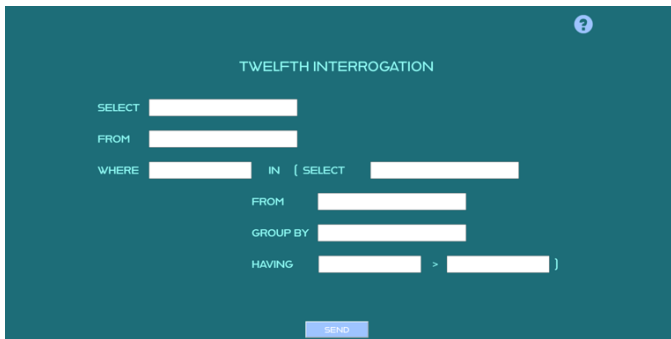 ?
TWELFTH INTERROGATION
SELECT
FROM
WHERE IN ( SELECT
FROM
GROUP BY
HAVING > )
SEND